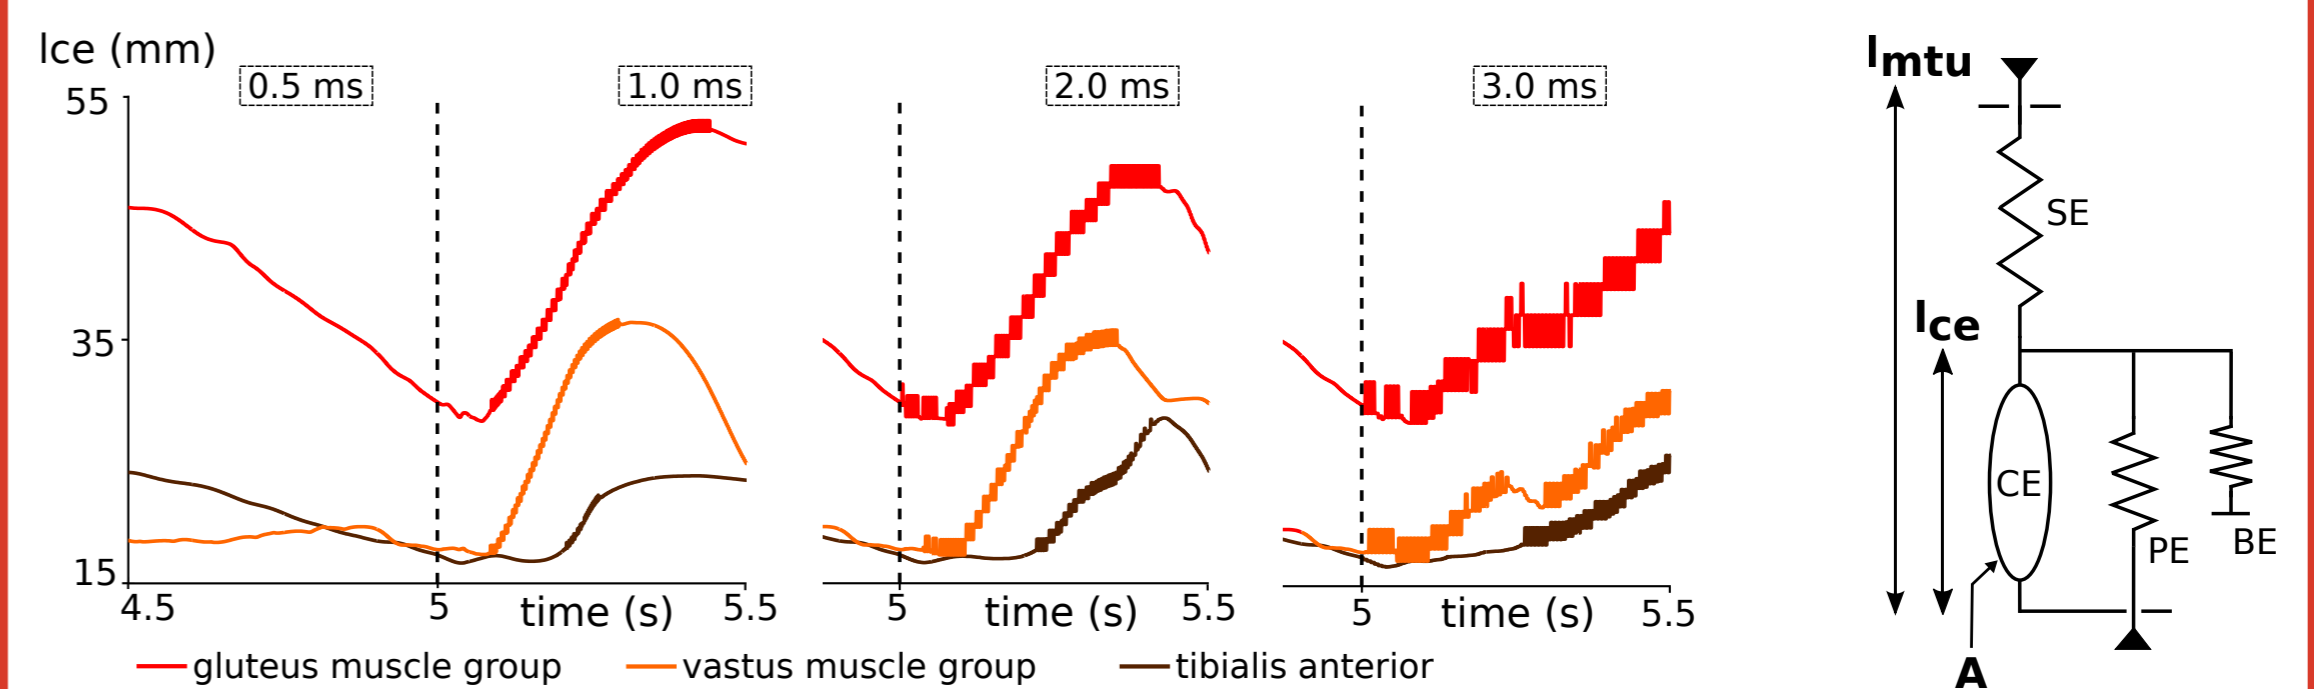 lce (mm)
0.5 ms
1.0 ms
2.0 ms
3.0 ms
55
35
15
4.5
5
time (s)
5.5
5
time (s)
5.5
5
time (s)
5.5
gluteus muscle group
vastus muscle group
tibialis anterior
lmtu
SE
lce
CE
PE
BE
A